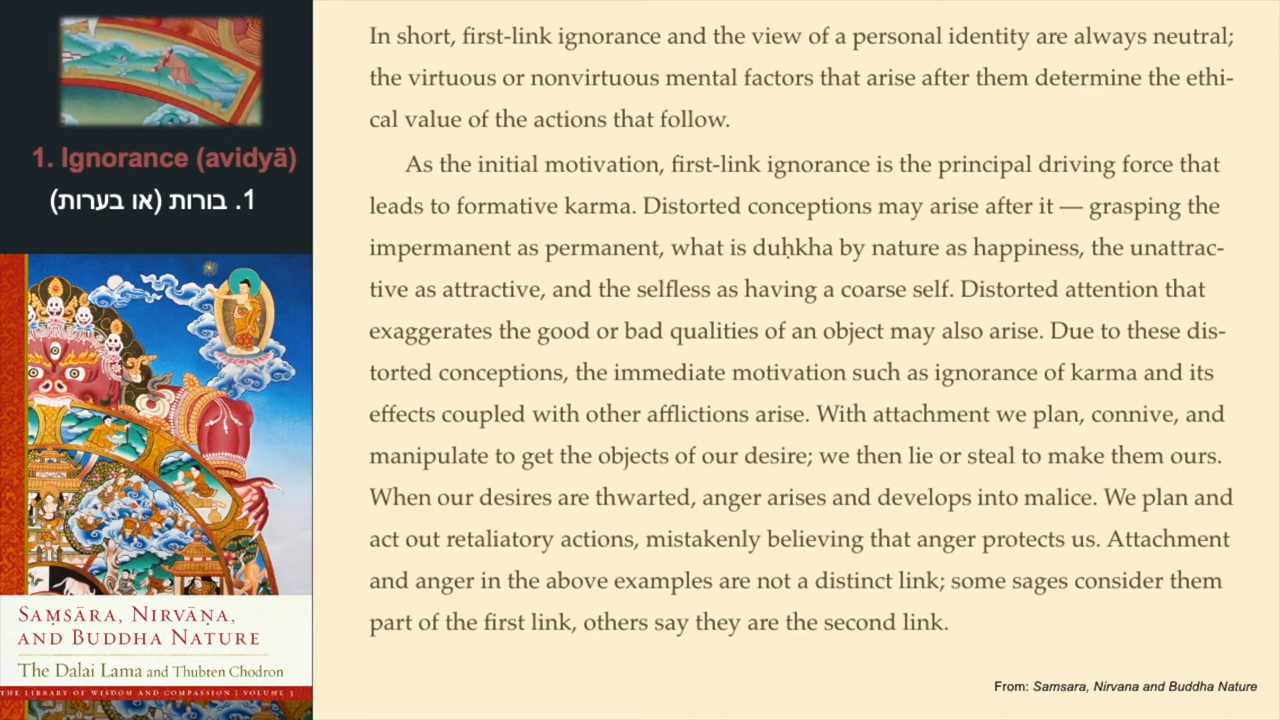 1. Ignorance (avidyā)
1. בורות (או בערות)
SAṂSĀRA, NIRVĀṆA,
AND BUDDHA NATURE
The Dalai Lama and Thubten Chodron
THE LIBRARY OF WISDOM AND COMPASSION | VOLUME 3
In short, first-link ignorance and the view of a personal identity are always neutral;
the virtuous or nonvirtuous mental factors that arise after them determine the ethi-
cal value of the actions that follow.
As the initial motivation, first-link ignorance is the principal driving force that
leads to formative karma. Distorted conceptions may arise after it — grasping the
impermanent as permanent, what is duḥkha by nature as happiness, the unattrac-
tive as attractive, and the selfless as having a coarse self. Distorted attention that
exaggerates the good or bad qualities of an object may also arise. Due to these dis-
torted conceptions, the immediate motivation such as ignorance of karma and its
effects coupled with other afflictions arise. With attachment we plan, connive, and
manipulate to get the objects of our desire; we then lie or steal to make them ours.
When our desires are thwarted, anger arises and develops into malice. We plan and
act out retaliatory actions, mistakenly believing that anger protects us. Attachment
and anger in the above examples are not a distinct link; some sages consider them
part of the first link, others say they are the second link.
From: Samsara, Nirvana and Buddha Nature